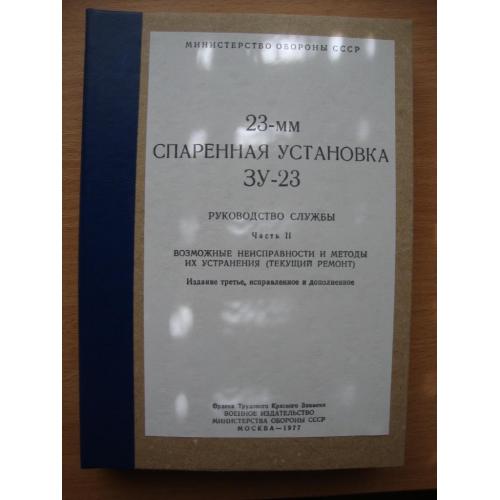 МИНИСТЕРСТВО ОБОРОНЫ СССР
23-мм
СПАРЕННАЯ УСТАНОВКА
ЗУ-23
РУКОВОДСТВО СЛУЖБЫ
Часть II
ВОЗМОЖНЫЕ НЕИСПРАВНОСТИ И МЕТОДЫ
ИХ УСТРАНЕНИЯ (ТЕКУЩИЙ РЕМОНТ)
Издание третье, исправленное и дополненное
Ордена Трудового Красного Знамени
ВОЕННОЕ ИЗДАТЕЛЬСТВО
МИНИСТЕРСТВА ОБОРОНЫ СССР
МОСКВА—1977